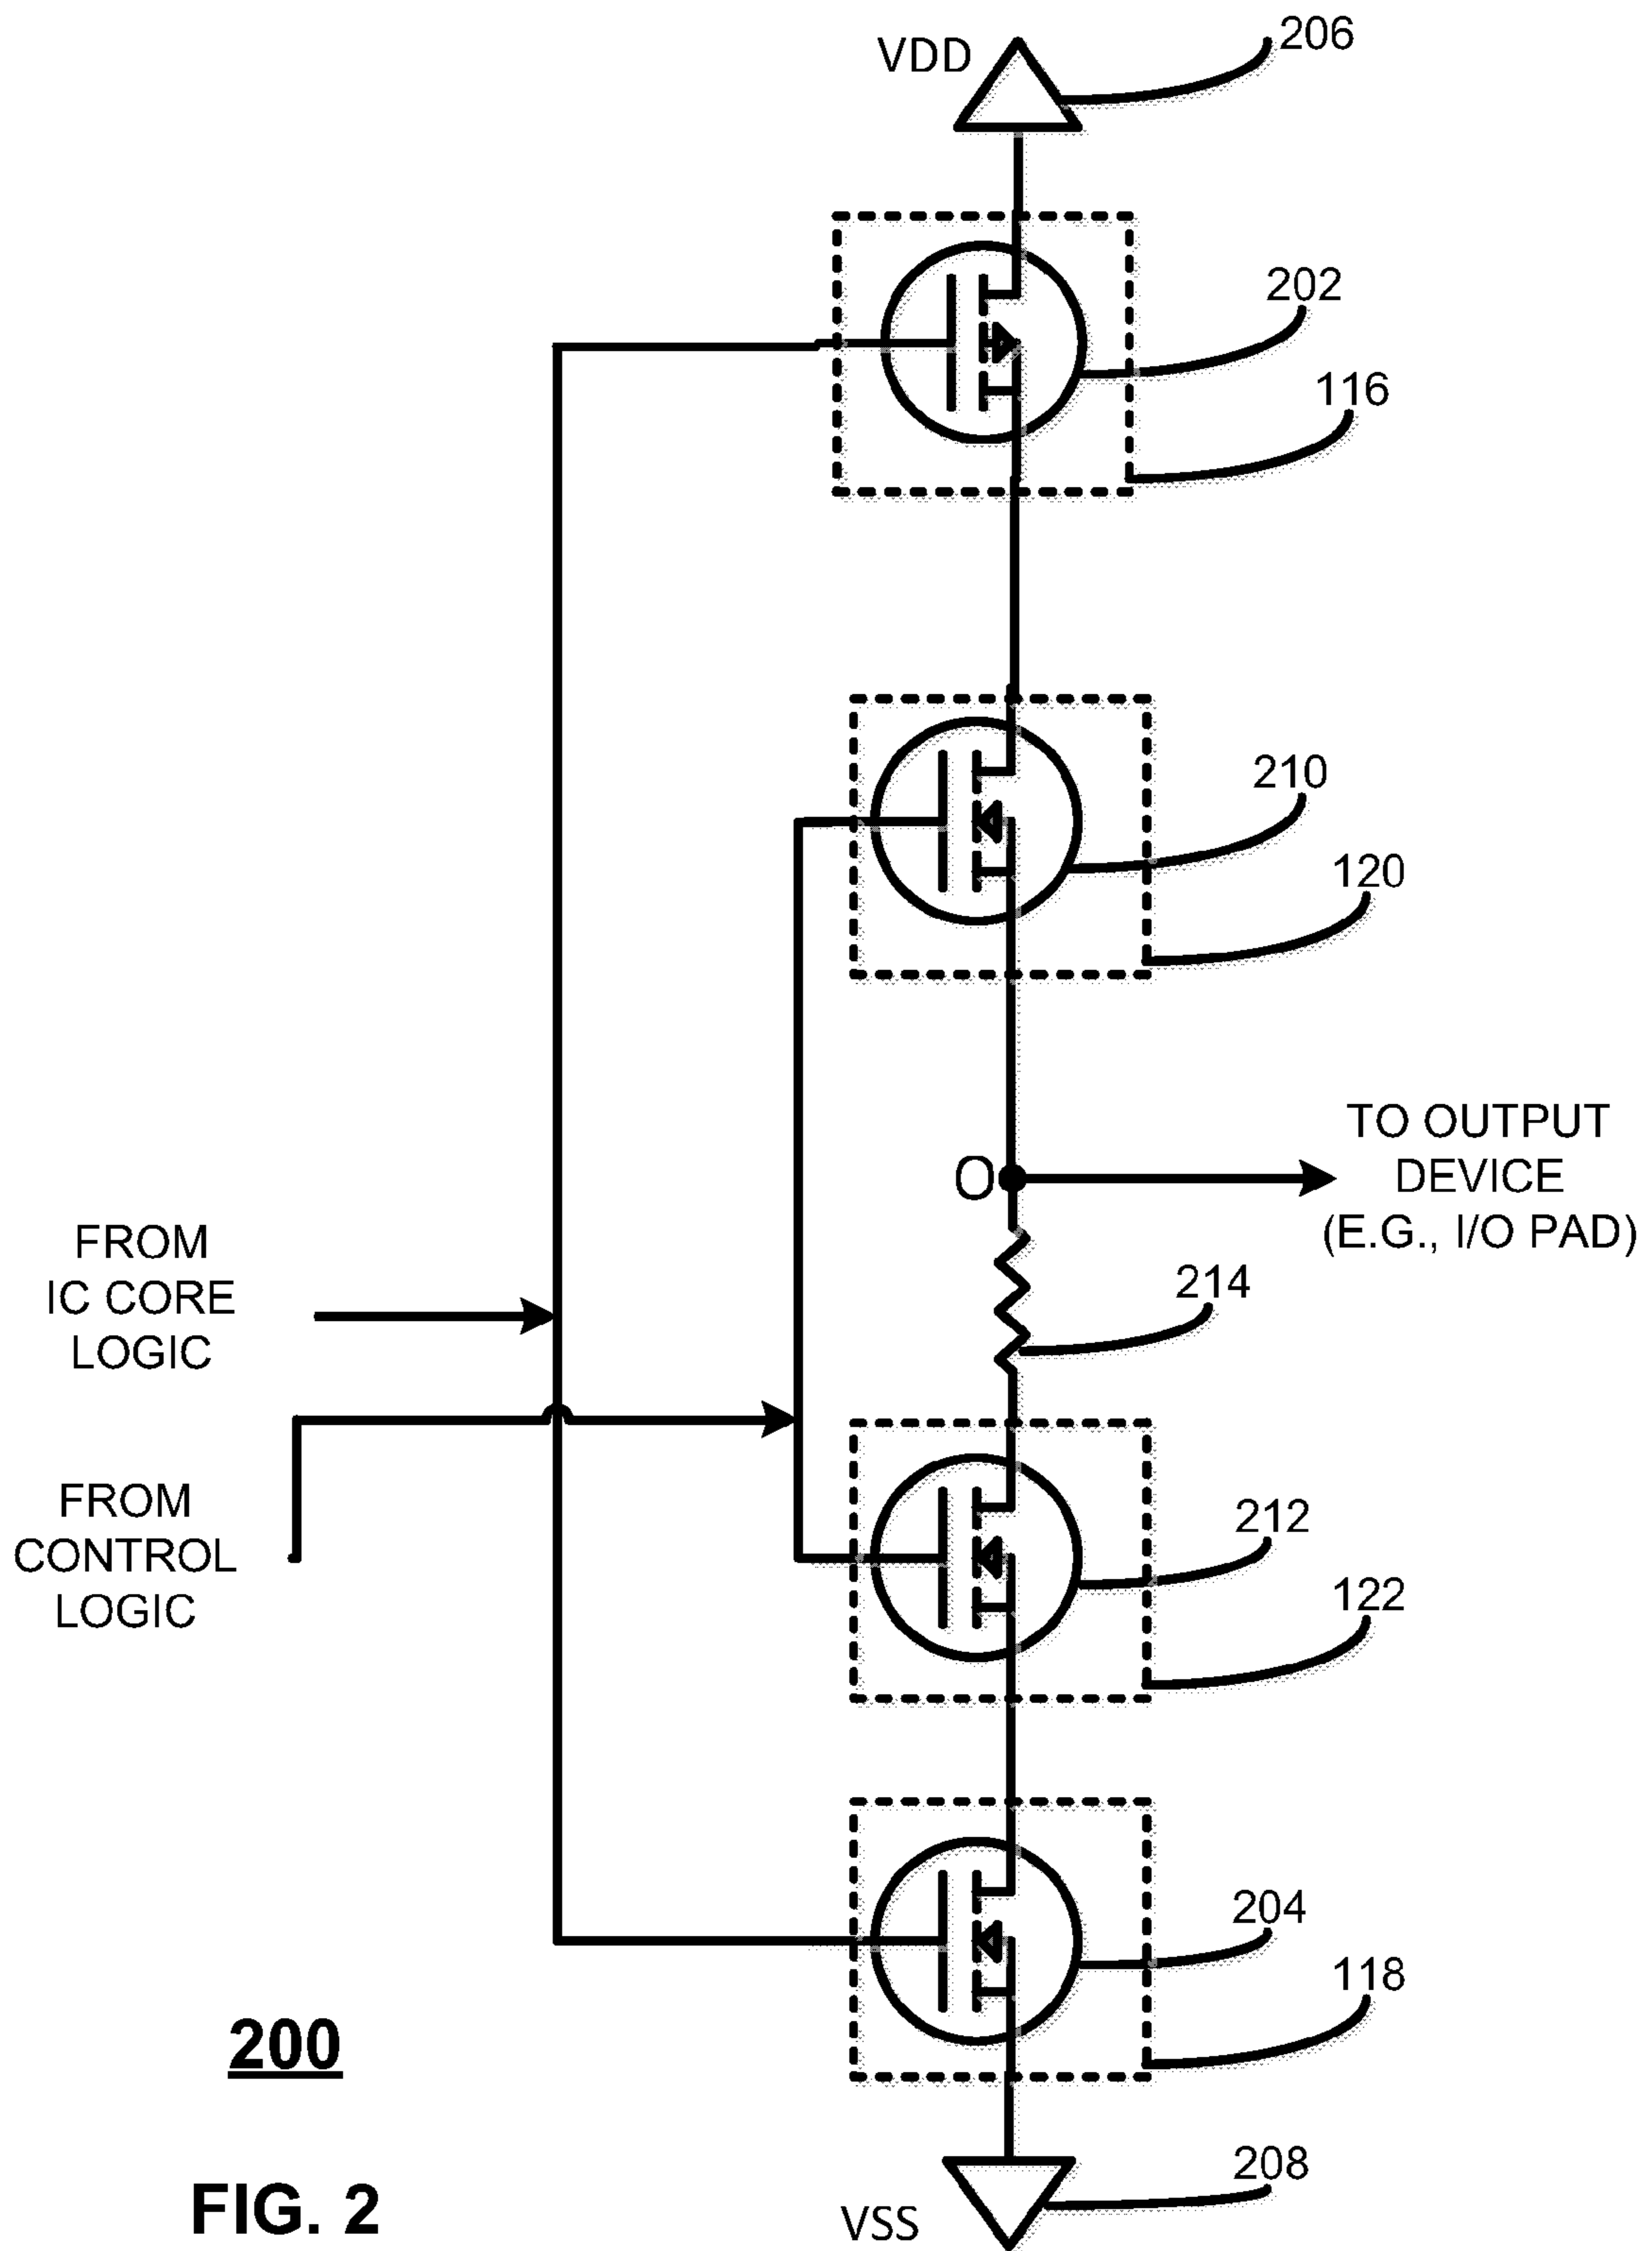 VDD
206
202
116
210
120
TO OUTPUT
DEVICE
(E.G., I/O PAD)
O
FROM
IC CORE
LOGIC
214
FROM
CONTROL
LOGIC
212
122
204
118
200
208
VSS
FIG. 2